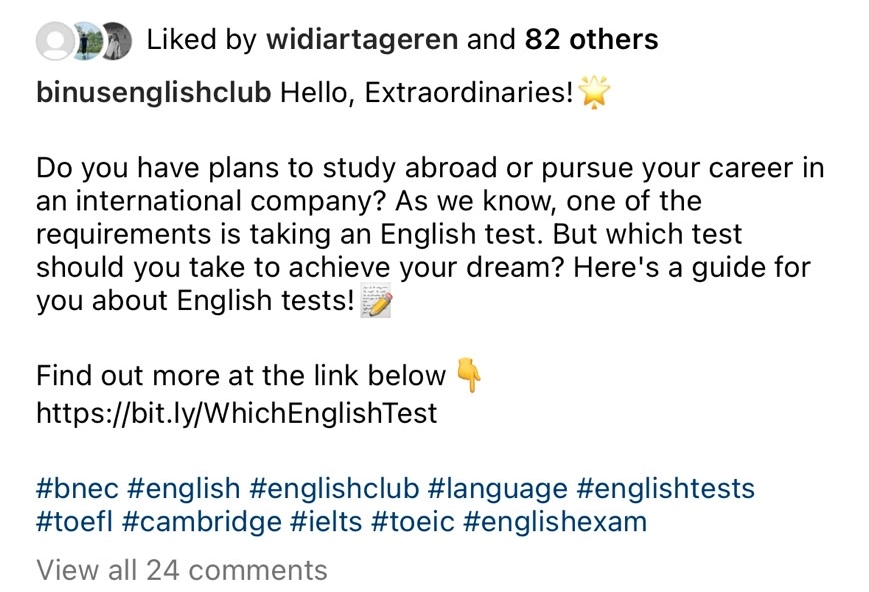 Liked by widiartageren and 82 others
binusenglishclub Hello, Extraordinaries!🌟
Do you have plans to study abroad or pursue your career in
an international company? As we know, one of the
requirements is taking an English test. But which test
should you take to achieve your dream? Here's a guide for
you about English tests!📝
Find out more at the link below👇
https://bit.ly/WhichEnglishTest
#bnec #english #englishclub #language #englishtests
#toefl #cambridge #ielts #toeic #englishexam
View all 24 comments